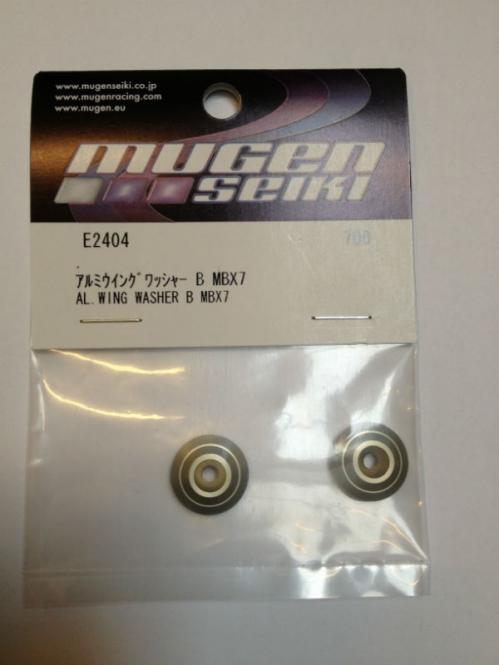 www.mugenseiki.co.jp
www.mugenracing.com
www.mugen.eu
mugen
seiki
E2404 700
アルミウイングワッシャー B MBX7
AL.WING WASHER B MBX7